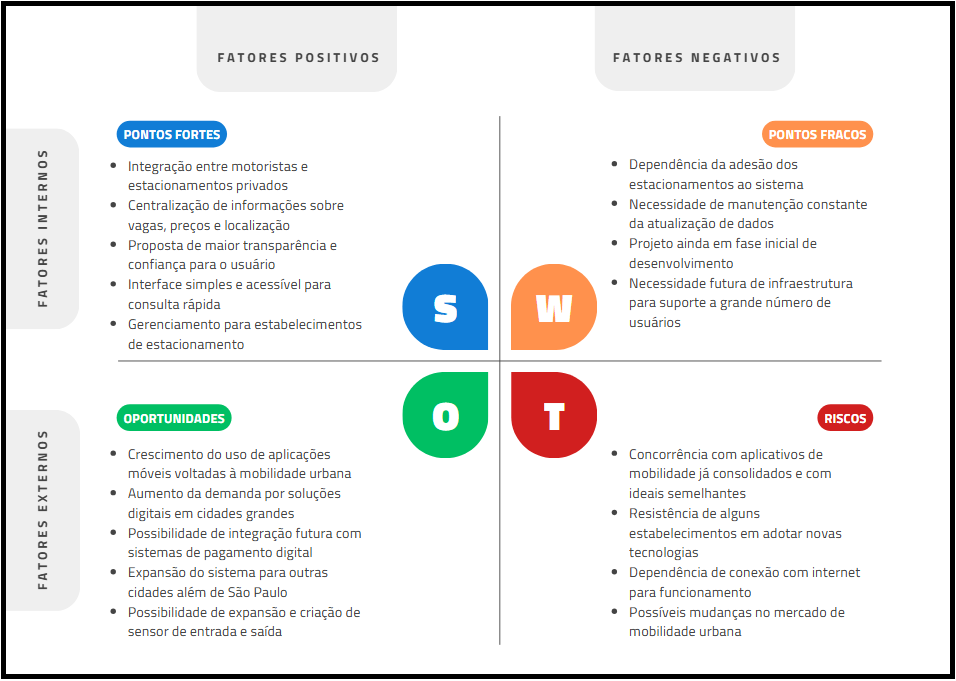 FATORES POSITIVOS
FATORES NEGATIVOS
FATORES INTERNOS
PONTOS FORTES
• Integração entre motoristas e
estacionamentos privados
• Centralização de informações sobre
vagas, preços e localização
• Proposta de maior transparência e
confiança para o usuário
• Interface simples e acessível para
consulta rápida
• Gerenciamento para estabelecimentos
de estacionamento
S
PONTOS FRACOS
• Dependência da adesão dos
estacionamentos ao sistema
• Necessidade de manutenção constante
da atualização de dados
• Projeto ainda em fase inicial de
desenvolvimento
• Necessidade futura de infraestrutura
para suporte a grande número de
usuários
W
FATORES EXTERNOS
OPORTUNIDADES
• Crescimento do uso de aplicações
móveis voltadas à mobilidade urbana
• Aumento da demanda por soluções
digitais em cidades grandes
• Possibilidade de integração futura com
sistemas de pagamento digital
• Expansão do sistema para outras
cidades além de São Paulo
• Possibilidade de expansão e criação de
sensor de entrada e saída
O
T
RISCOS
• Concorrência com aplicativos de
mobilidade já consolidados e com
ideais semelhantes
• Resistência de alguns
estabelecimentos em adotar novas
tecnologias
• Dependência de conexão com internet
para funcionamento
• Possíveis mudanças no mercado de
mobilidade urbana